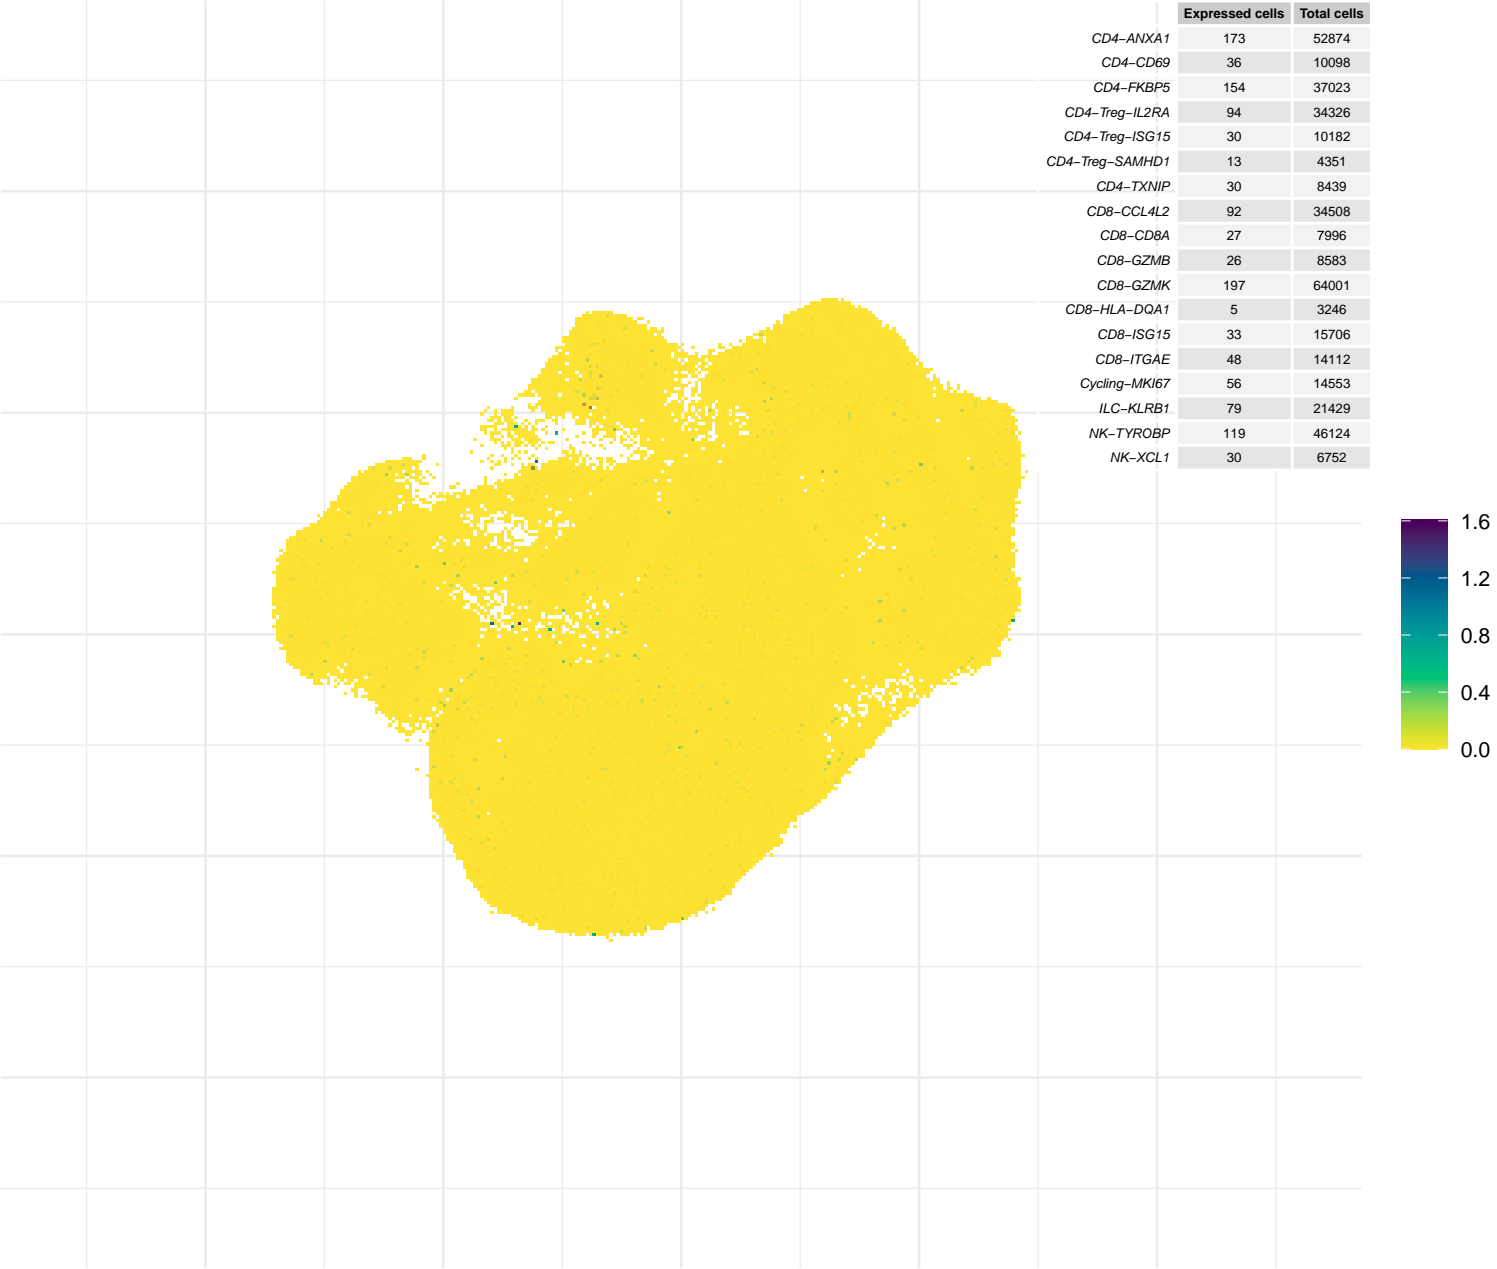 Expressed cells Total cells
CD4−ANXA1 173 52874
CD4−CD69 36 10098
CD4−FKBP5 154 37023
CD4−Treg−IL2RA 94 34326
CD4−Treg−ISG15 30 10182
CD4−Treg−SAMHD1 13 4351
CD4−TXNIP 30 8439
CD8−CCL4L2 92 34508
CD8−CD8A 27 7996
CD8−GZMB 26 8583
CD8−GZMK 197 64001
CD8−HLA−DQA1 5 3246
CD8−ISG15 33 15706
CD8−ITGAE 48 14112
Cycling−MKI67 56 14553
ILC−KLRB1 79 21429
NK−TYROBP 119 46124
NK−XCL1 30 6752
1.6
1.2
0.8
0.4
0.0